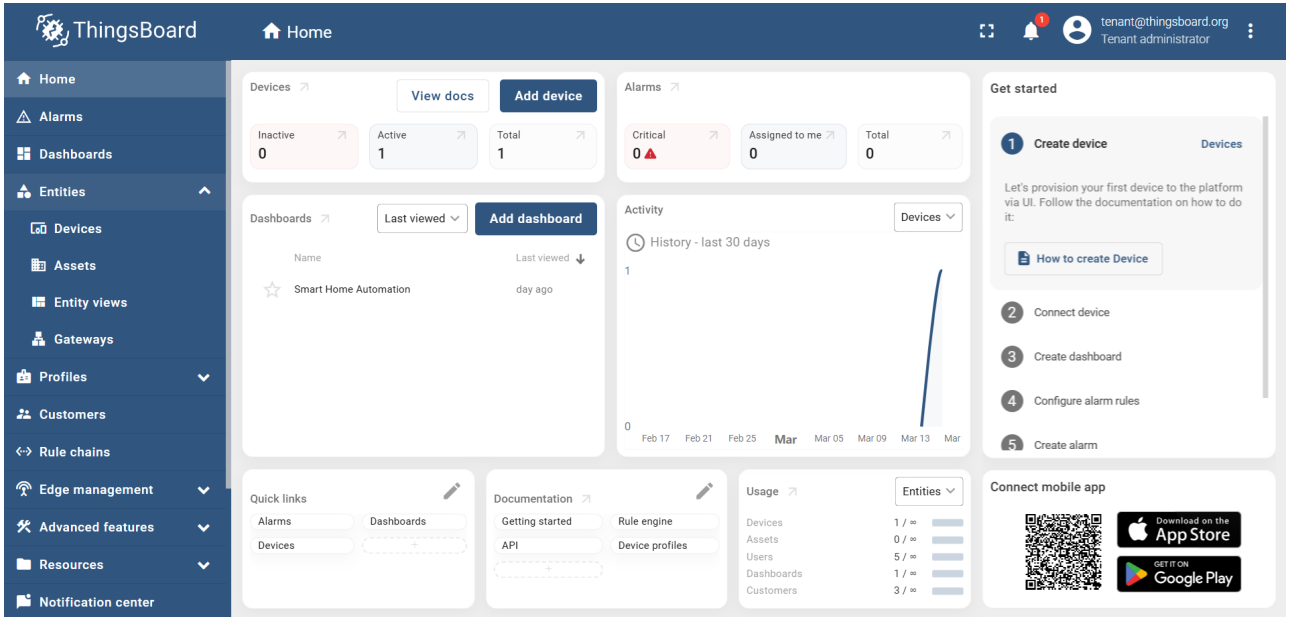 ThingsBoard
Home
1
tenant@thingsboard.org
Tenant administrator
Home
Alarms
Dashboards
Entities
Devices
Assets
Entity views
Gateways
Profiles
Customers
Rule chains
Edge management
Advanced features
Resources
Notification center
Devices
View docs
Add device
Inactive
0
Active
1
Total
1
Alarms
Critical
0
Assigned to me
0
Total
0
Dashboards
Last viewed
Add dashboard
Name
Last viewed
Smart Home Automation
day ago
Activity
Devices
History - last 30 days
1
0
Feb 17 Feb 21 Feb 25 Mar Mar 05 Mar 09 Mar 13 Mar
Get started
1 Create device Devices
Let's provision your first device to the platform
via UI. Follow the documentation on how to do
it:
How to create Device
2 Connect device
3 Create dashboard
4 Configure alarm rules
5 Create alarm
Quick links
Alarms Dashboards
Devices +
Documentation
Getting started Rule engine
API Device profiles
+
Usage
Entities
Devices 1 / ∞
Assets 0 / ∞
Users 5 / ∞
Dashboards 1 / ∞
Customers 3 / ∞
Connect mobile app
Download on the
App Store
GET IT ON
Google Play